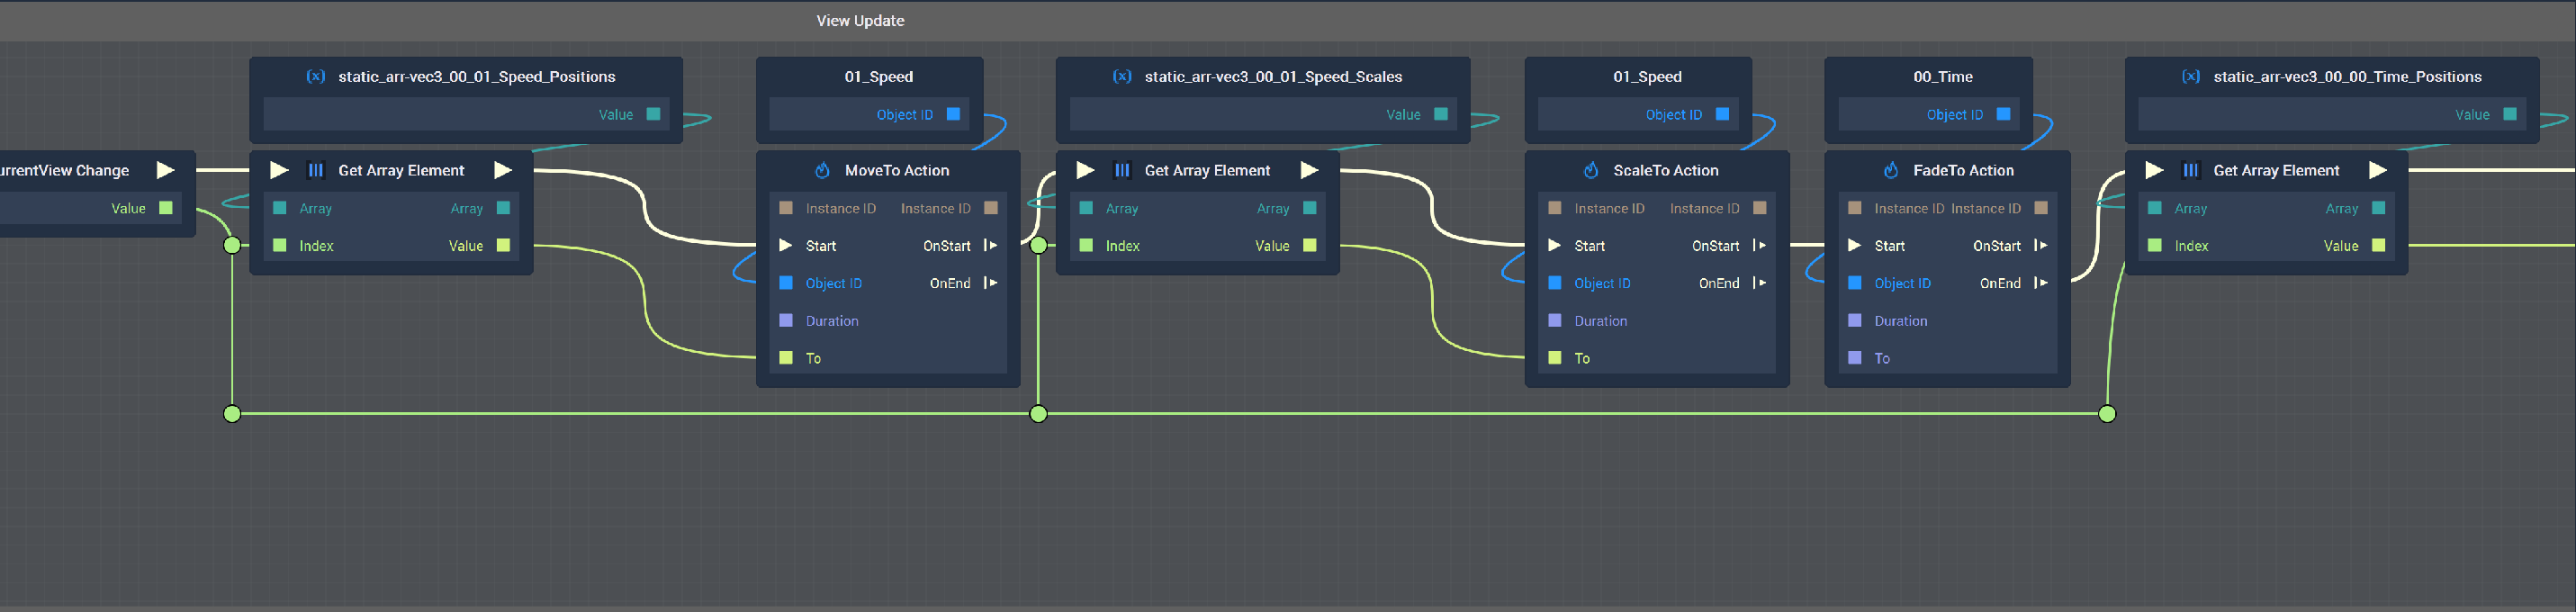 View Update
static_arr-vec3_00_01_Speed_Positions
Value
01_Speed
Object ID
static_arr-vec3_00_01_Speed_Scales
Value
01_Speed
Object ID
00_Time
Object ID
static_arr-vec3_00_00_Time_Positions
Value
urrentView Change
Value
Get Array Element
Array Array
Index Value
MoveTo Action
Instance ID Instance ID
Start OnStart
Object ID OnEnd
Duration
To
Get Array Element
Array Array
Index Value
ScaleTo Action
Instance ID Instance ID
Start OnStart
Object ID OnEnd
Duration
To
FadeTo Action
Instance ID Instance ID
Start OnStart
Object ID OnEnd
Duration
To
Get Array Element
Array Array
Index Value